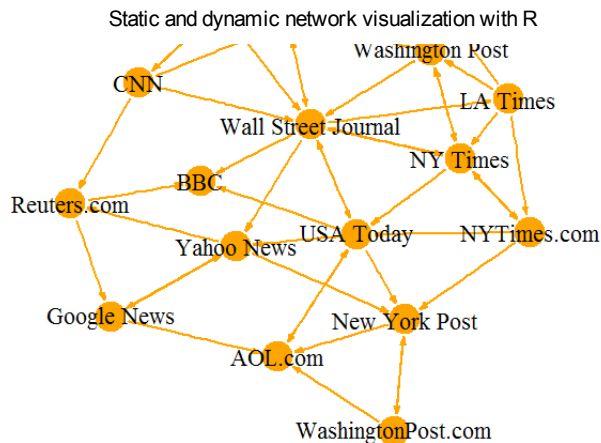 Static and dynamic network visualization with R
Washington Post
CNN
LA Times
Wall Street Journal
NY Times
BBC
Reuters.com
Yahoo News
USA Today
NYTimes.com
Google News
New York Post
AOL.com
WashingtonPost.com